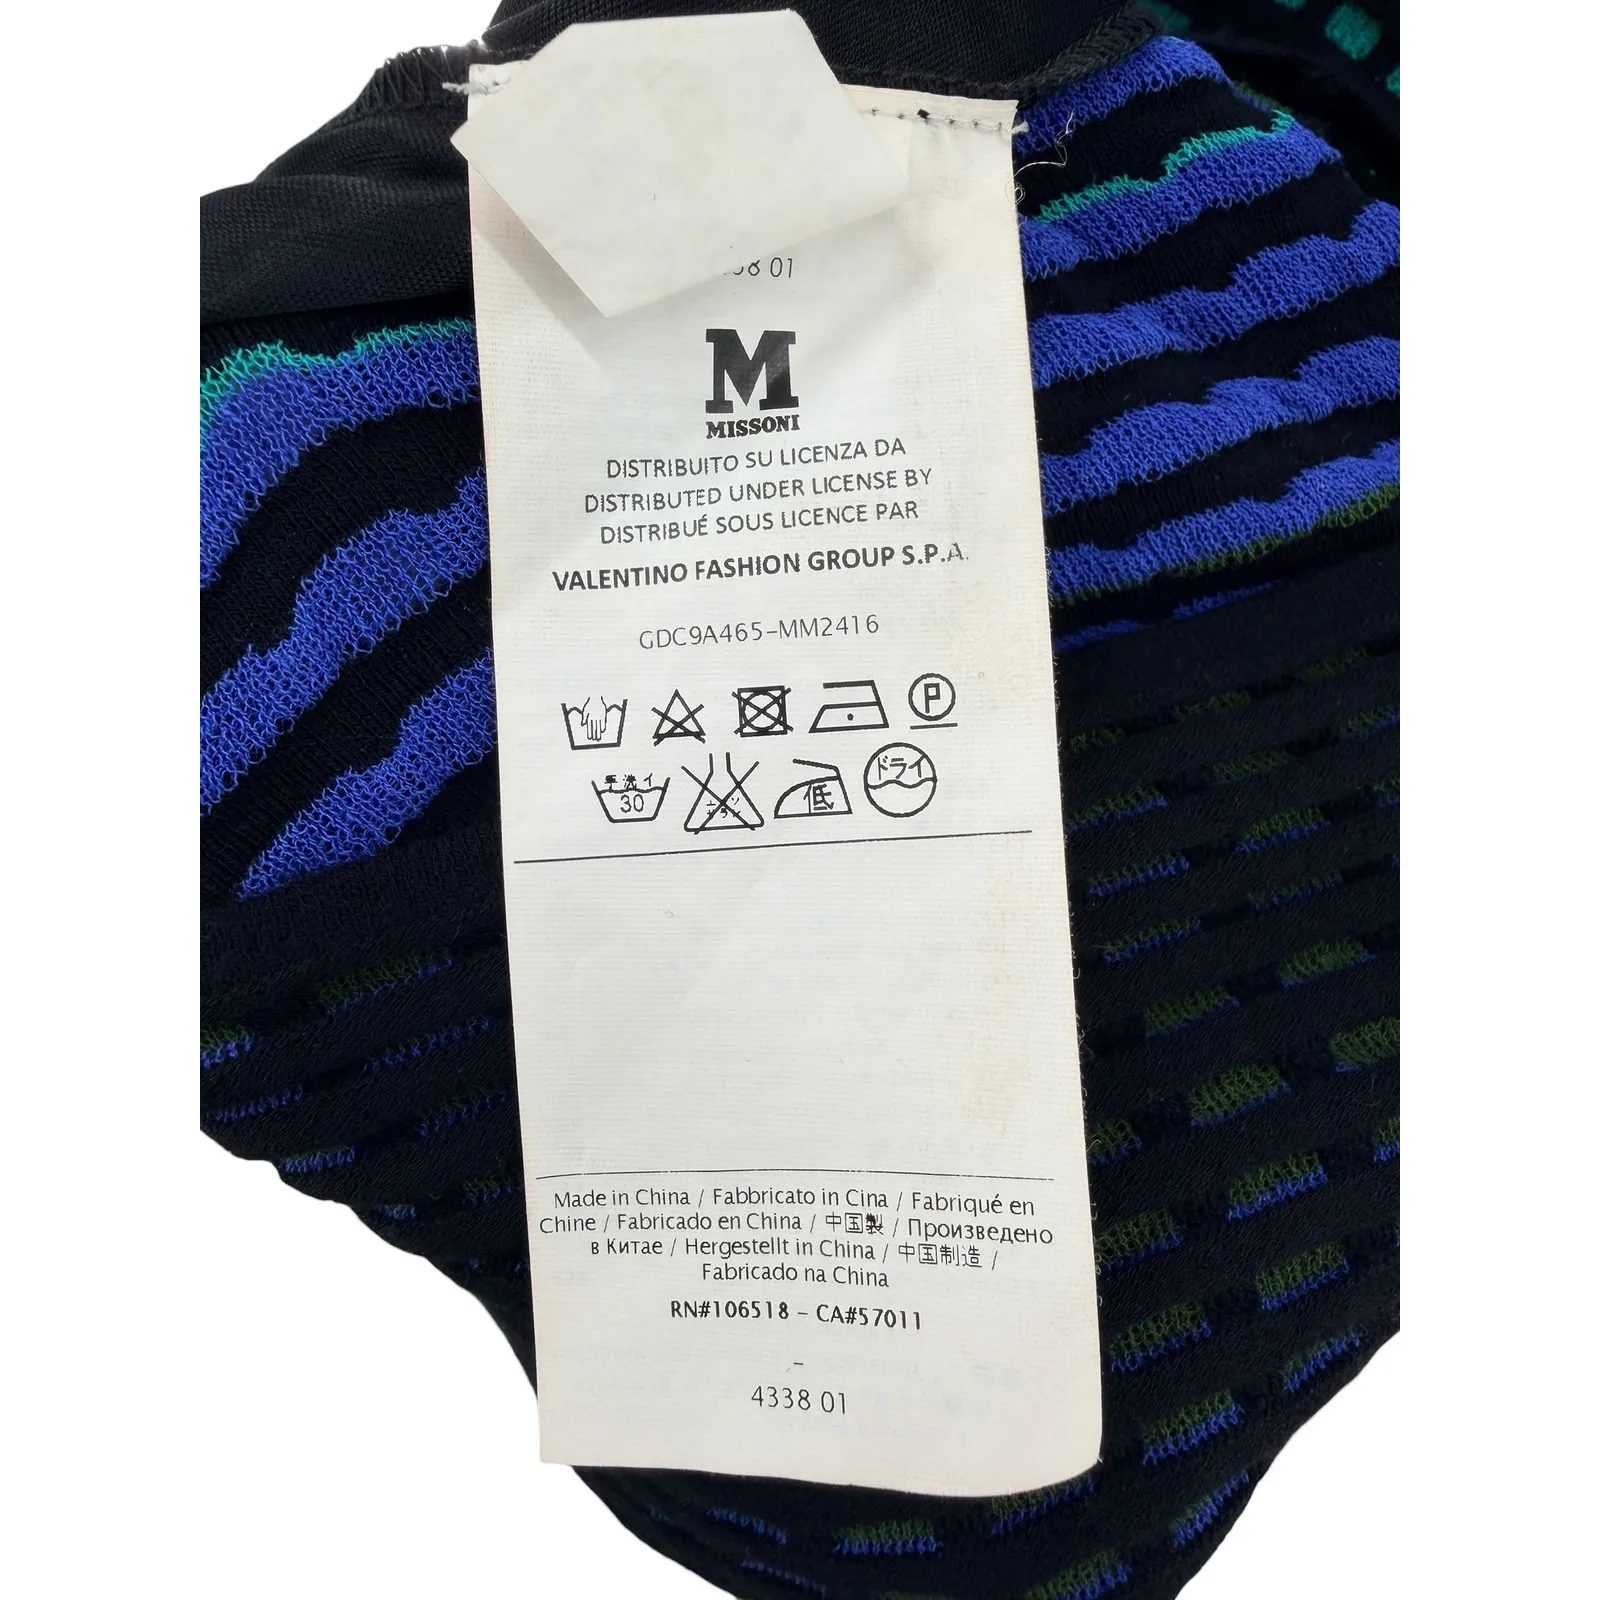 38 01
M
MISSONI
DISTRIBUITO SU LICENZA DA
DISTRIBUTED UNDER LICENSE BY
DISTRIBUÉ SOUS LICENCE PAR
VALENTINO FASHION GROUP S.P.A.
GDC9A465-MM2416
P
手洗イ
30
低
ドライ
Made in China / Fabbricato in Cina / Fabriqué en
Chine / Fabricado en China / 中国製 / Произведено
в Китае / Hergestellt in China / 中国制造 /
Fabricado na China
RN#106518 - CA#57011
-
4338 01